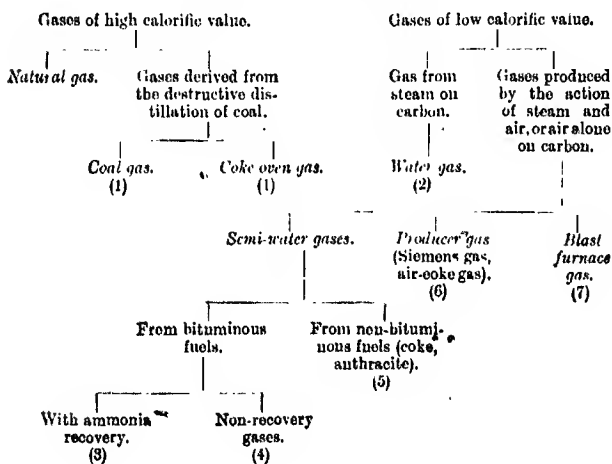 Gases of high calorific value.
Gases of low calorific value.
Natural gas.
Gases derived from
the destructive dis-
tillation of coal.
Gas from
steam on
carbon.
Gases produced
by the action
of steam and
air, or air alone
on carbon.
Coal gas.
(1)
Coke oven gas.
(1)
Water gas.
(2)
Semi-water gases.
Producer gas
(Siemens gas,
air-coke gas).
(6)
Blast
furnace
gas.
(7)
From bituminous
fuels.
From non-bitumi-
nous fuels (coke,
anthracite).
(5)
With ammonia
recovery.
(3)
Non-recovery
gases.
(4)